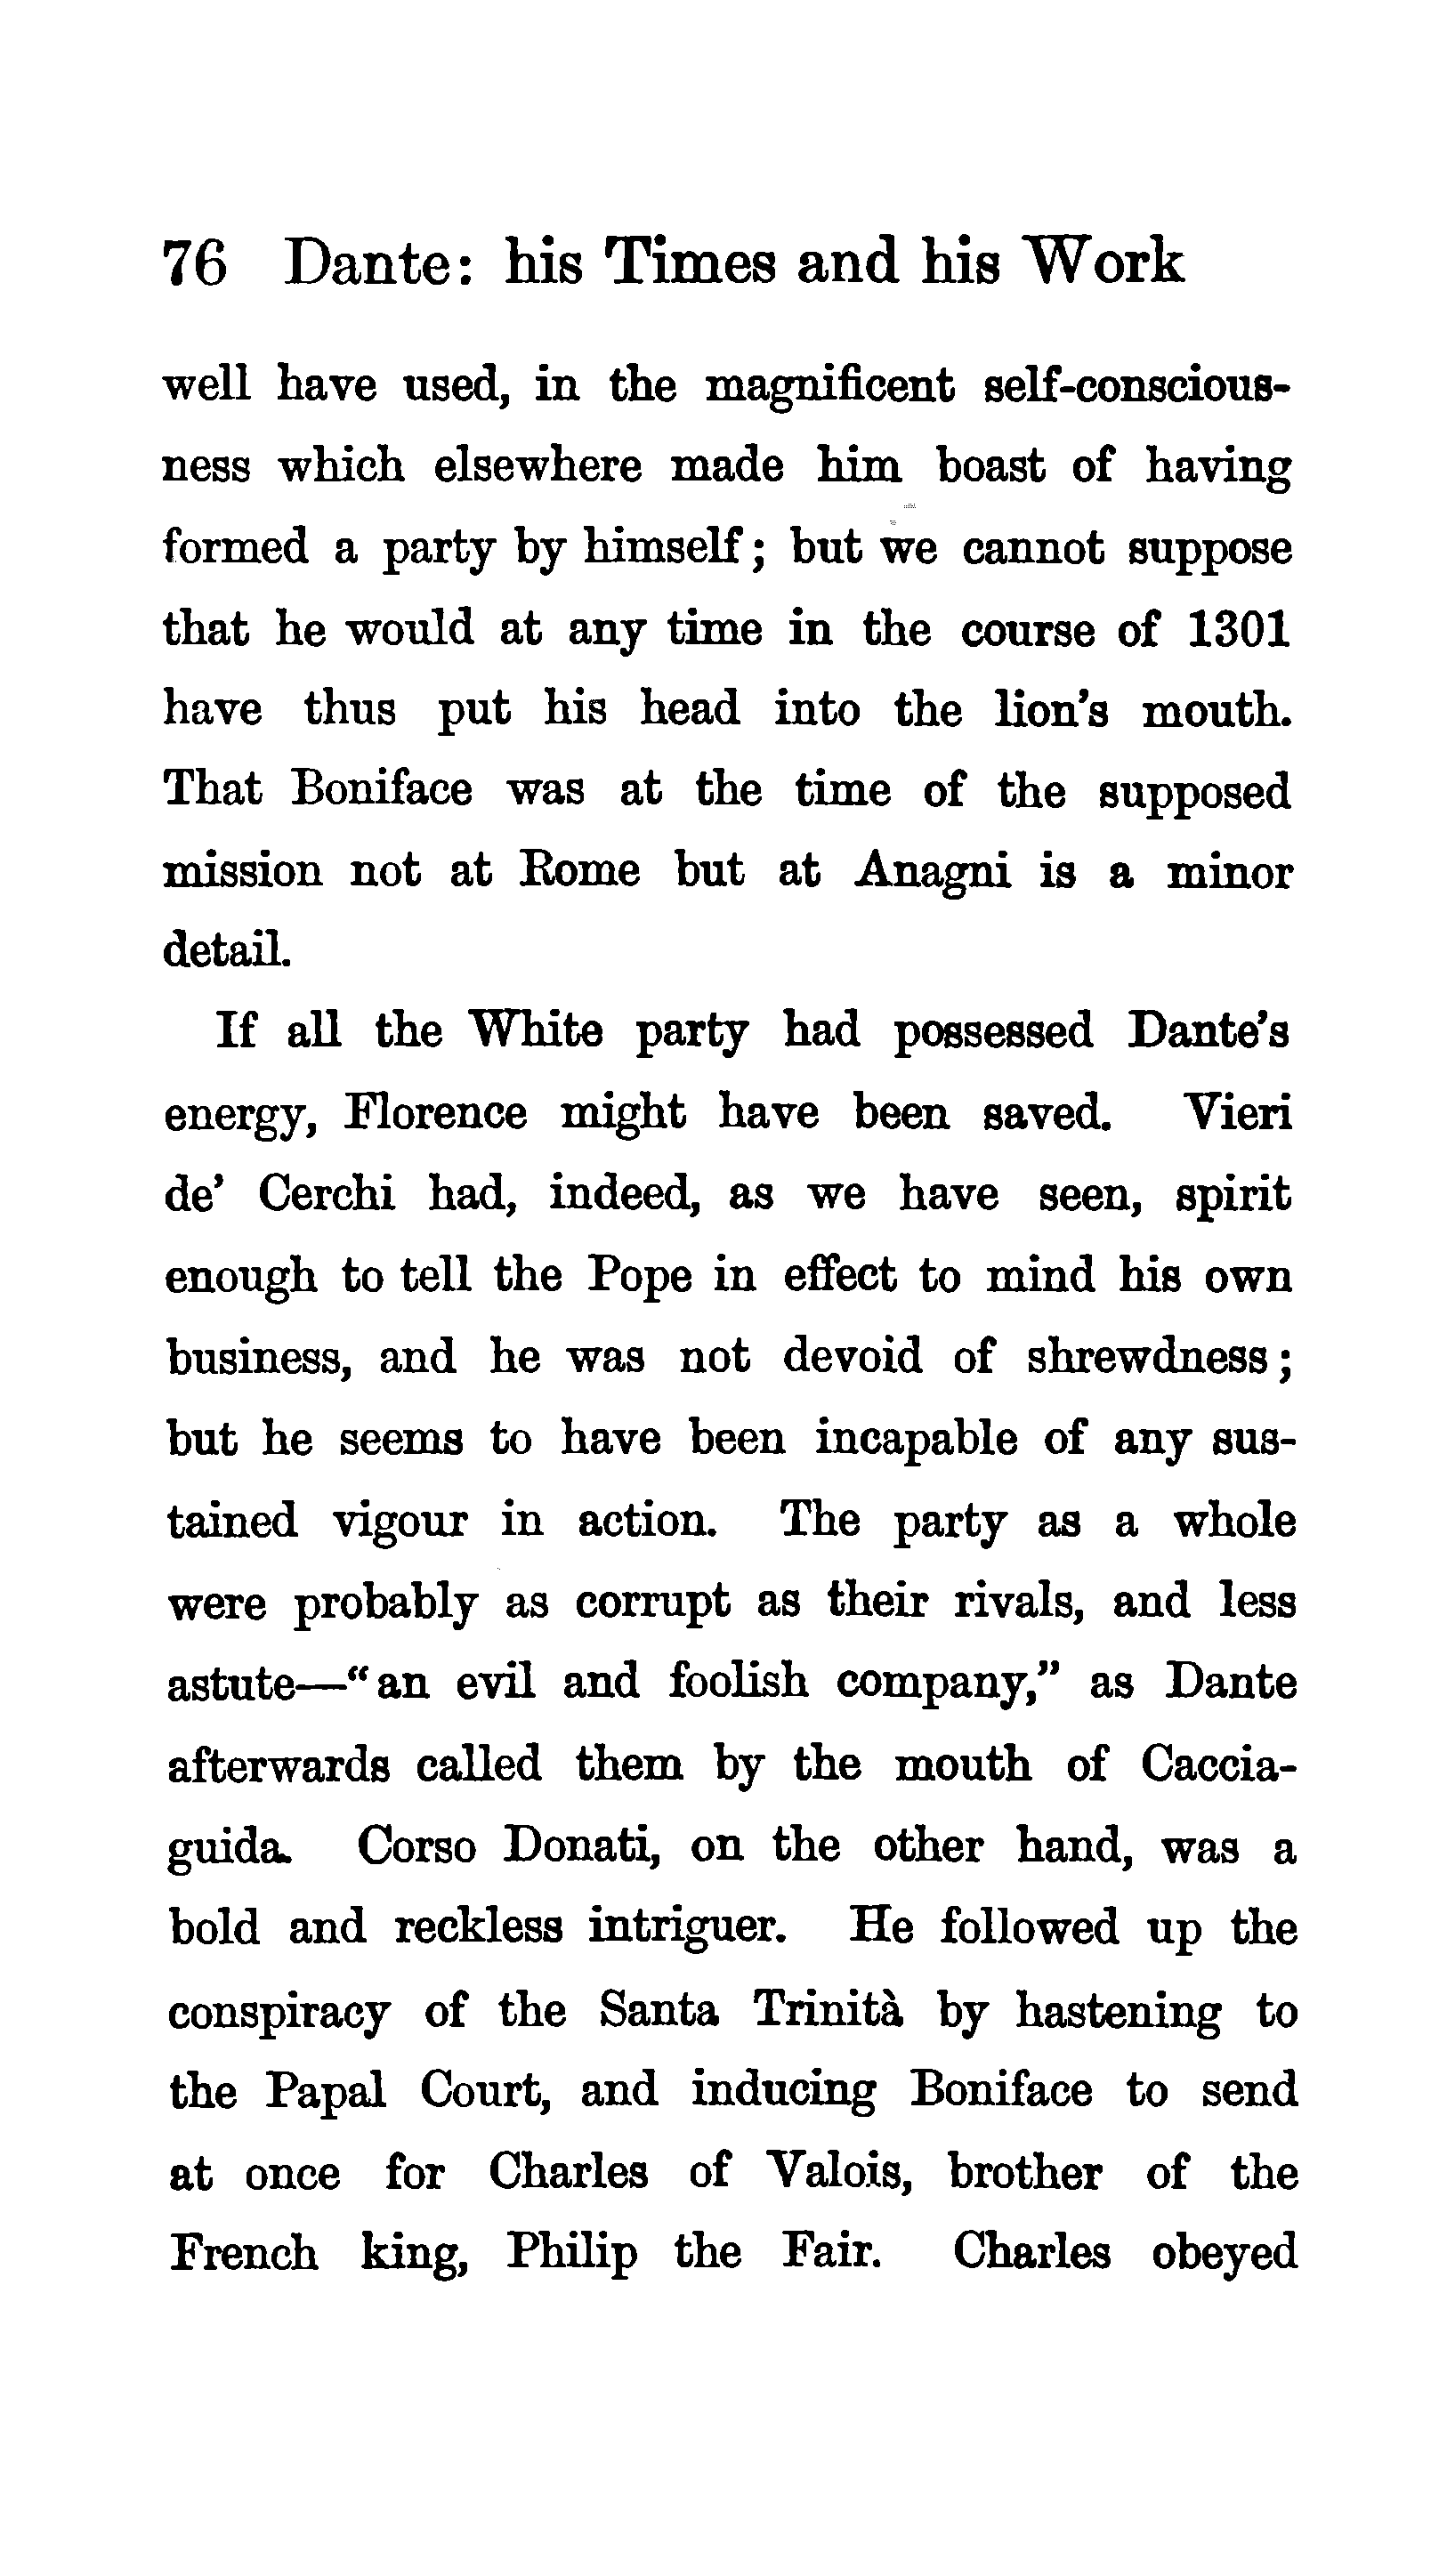 76 Dante: his Times and his Work
well have used, in the magnificent self-conscious-
ness which elsewhere made him boast of having
formed a party by himself; but we cannot suppose
that he would at any time in the course of 1301
have thus put his head into the lion's mouth.
That Boniface was at the time of the supposed
mission not at Rome but at Anagni is a minor
detail.
If all the White party had possessed Dante's
energy, Florence might have been saved. Vieri
de' Cerchi had, indeed, as we have seen, spirit
enough to tell the Pope in effect to mind his own
business, and he was not devoid of shrewdness;
but he seems to have been incapable of any sus-
tained vigour in action. The party as a whole
were probably as corrupt as their rivals, and less
astute—"an evil and foolish company," as Dante
afterwards called them by the mouth of Caccia-
guida. Corso Donati, on the other hand, was a
bold and reckless intriguer. He followed up the
conspiracy of the Santa Trinità by hastening to
the Papal Court, and inducing Boniface to send
at once for Charles of Valois, brother of the
French king, Philip the Fair. Charles obeyed